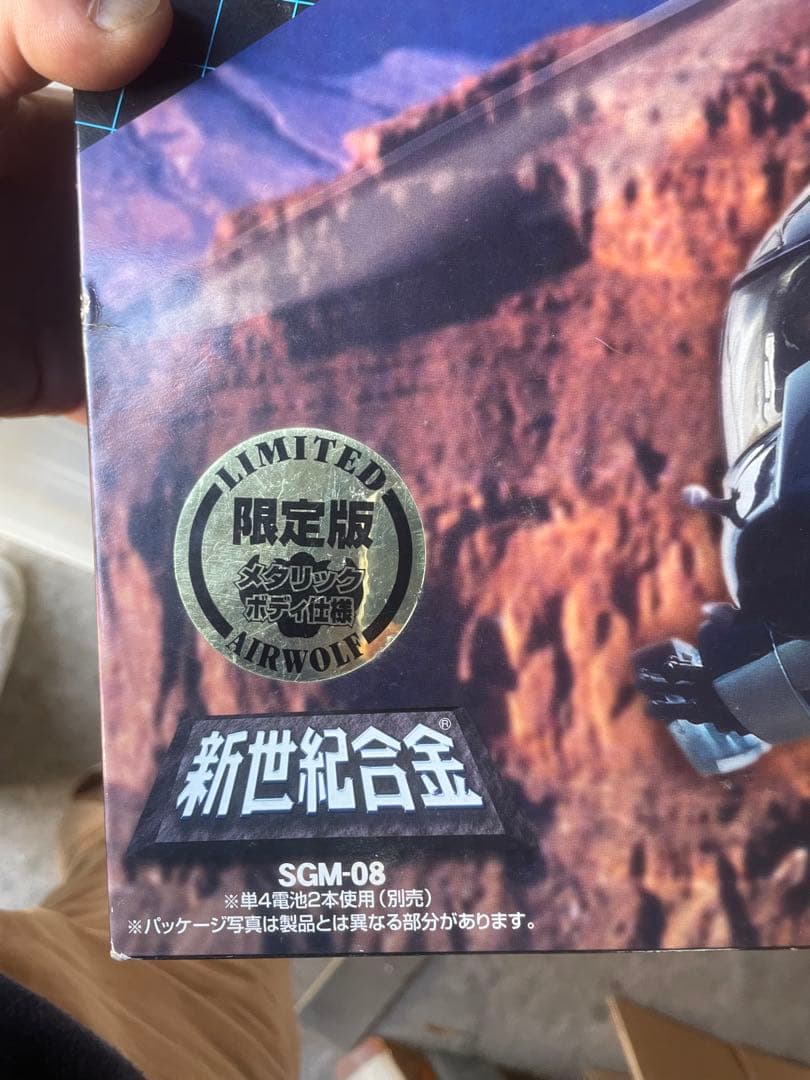 LIMITED
限定版
メタリック
ボディ仕様
AIRWOLF
新世紀合金®
SGM-08
※単4電池2本使用(別売)
※パッケージ写真は製品とは異なる部分があります。